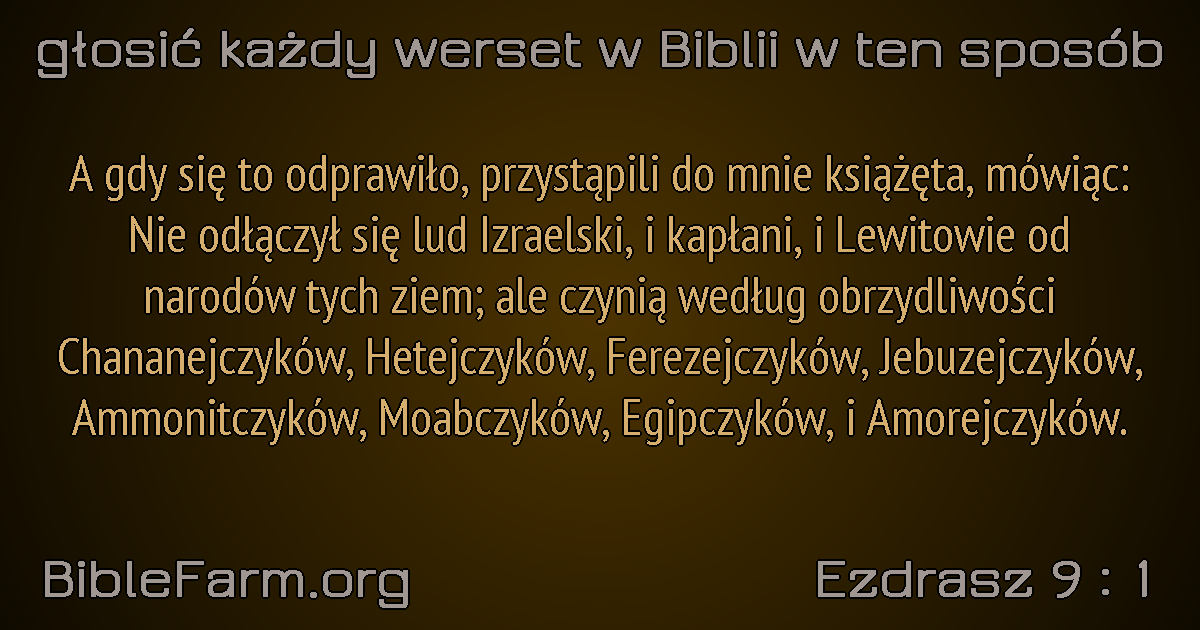 głosić każdy werset w Biblii w ten sposób
A gdy się to odprawiło, przystąpili do mnie książęta, mówiąc:
Nie odłączył się lud Izraelski, i kapłani, i Lewitowie od
narodów tych ziem; ale czynią według obrzydliwości
Chananejczyków, Hetejczyków, Ferezejczyków, Jebuzejczyków,
Ammonitczyków, Moabczyków, Egipczyków, i Amorejczyków.
BibleFarm.org Ezdrasz 9 : 1